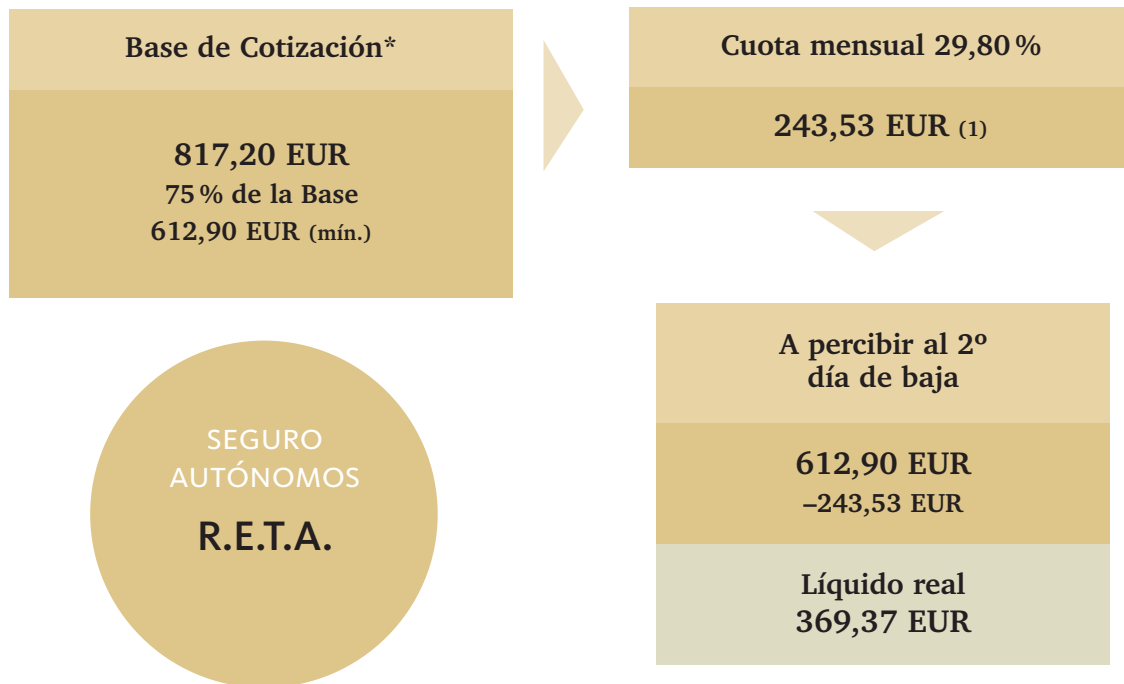 Base de Cotización*
817,20 EUR
75 % de la Base
612,90 EUR (mín.)
Cuota mensual 29,80 %
243,53 EUR (1)
A percibir al 2º
día de baja
612,90 EUR
–243,53 EUR
Líquido real
369,37 EUR
SEGURO
AUTÓNOMOS
R.E.T.A.